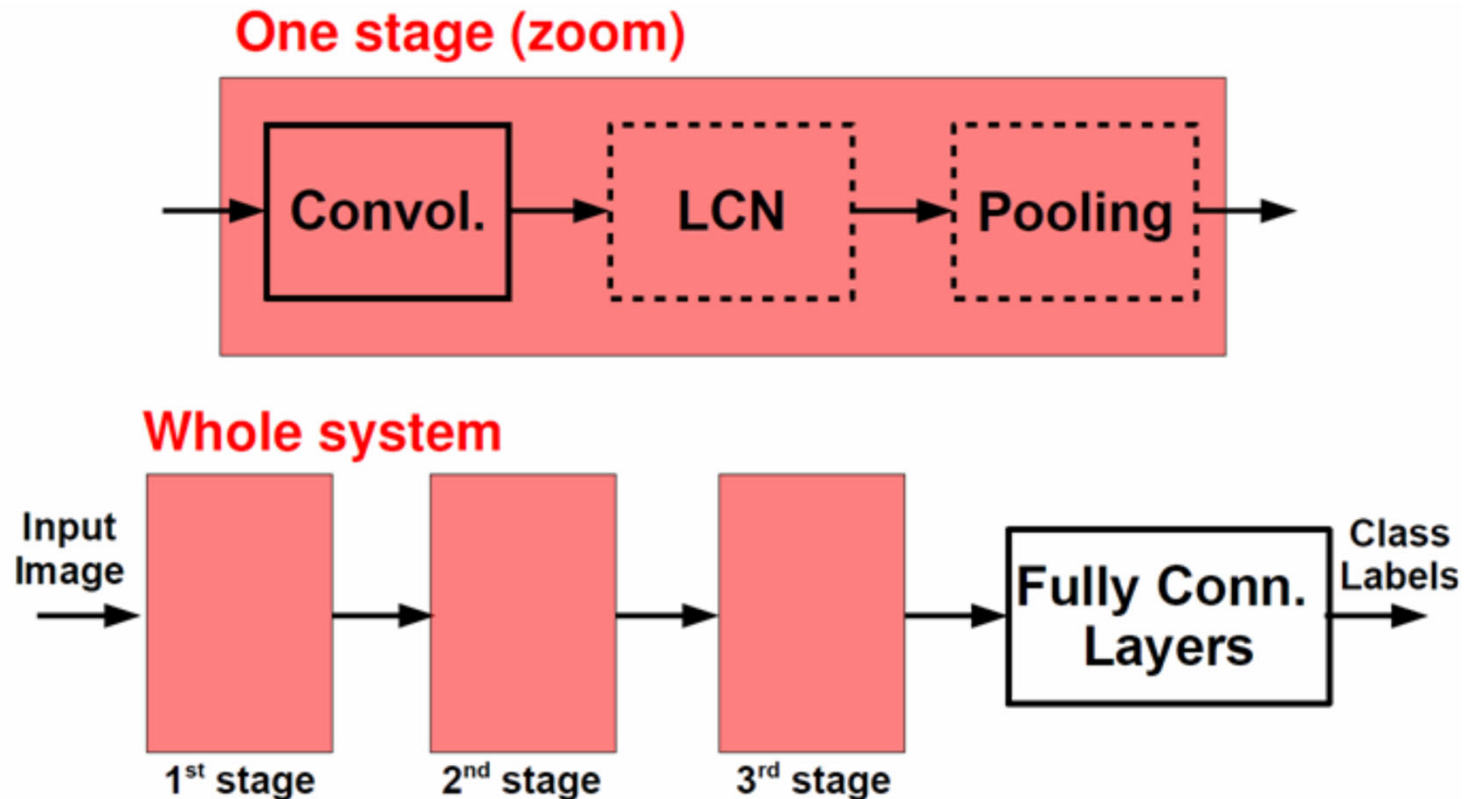 One stage (zoom)
Convol.
LCN
Pooling
Whole system
Input
Image
Fully Conn.
Layers
Class
Labels
1st stage
2nd stage
3rd stage